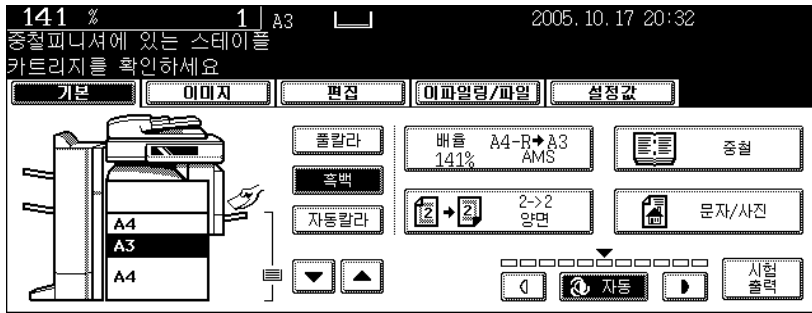 141 % 1 A3 2005.10.17 20:32
중철피니셔에 있는 스테이플
카트리지를 확인하세요
기본 이미지 편집 이파일링/파일 설정값
풀칼라
흑백
자동칼라
배율 A4-R→A3
141% AMS
중철
2 → 2 2->2
양면
문자/사진
A4
A3
A4
자동
시험
출력